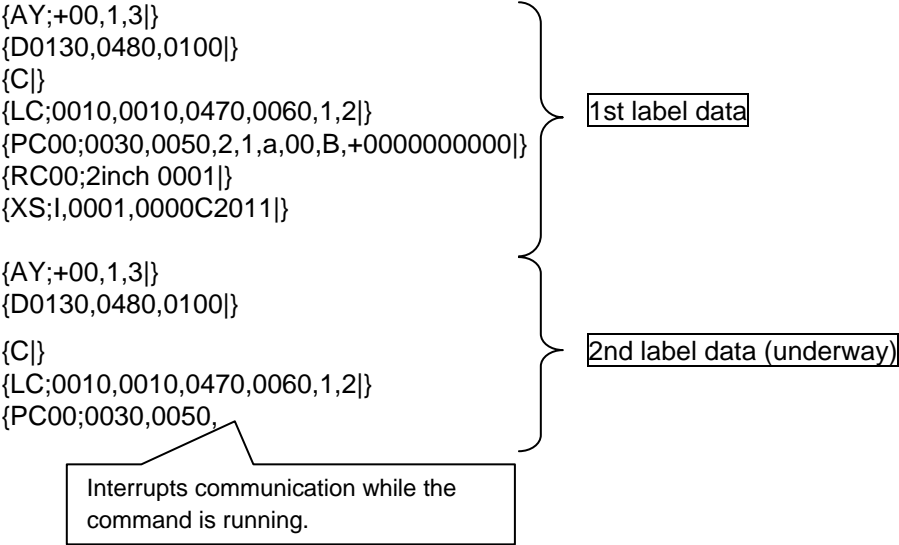 {AY;+00,1,3|}
{D0130,0480,0100|}
{C|}
{LC;0010,0010,0470,0060,1,2|}
{PC00;0030,0050,2,1,a,00,B,+0000000000|}
{RC00;2inch 0001|}
{XS;I,0001,0000C2011|}
1st label data
{AY;+00,1,3|}
{D0130,0480,0100|}
{C|}
{LC;0010,0010,0470,0060,1,2|}
{PC00;0030,0050,
2nd label data (underway)
Interrupts communication while the
command is running.